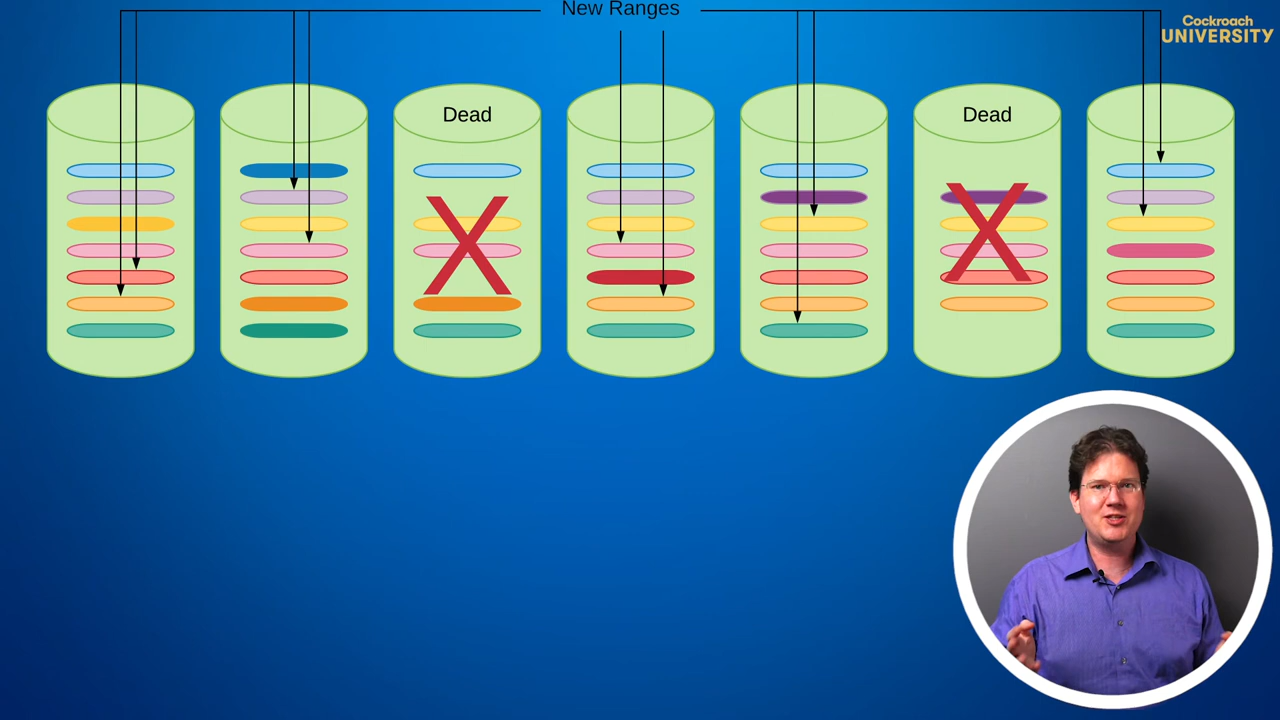 New Ranges
Cockroach
UNIVERSITY
Dead
Dead